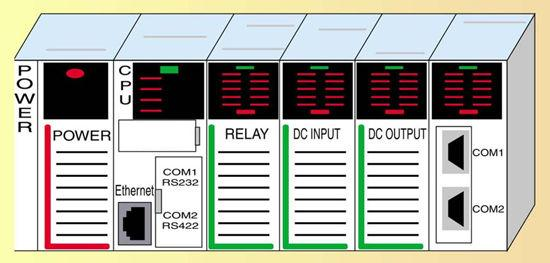 POWER
POWER
CPU
Ethernet
COM1
RS232
COM2
RS422
RELAY
DC INPUT
DC OUTPUT
COM1
COM2